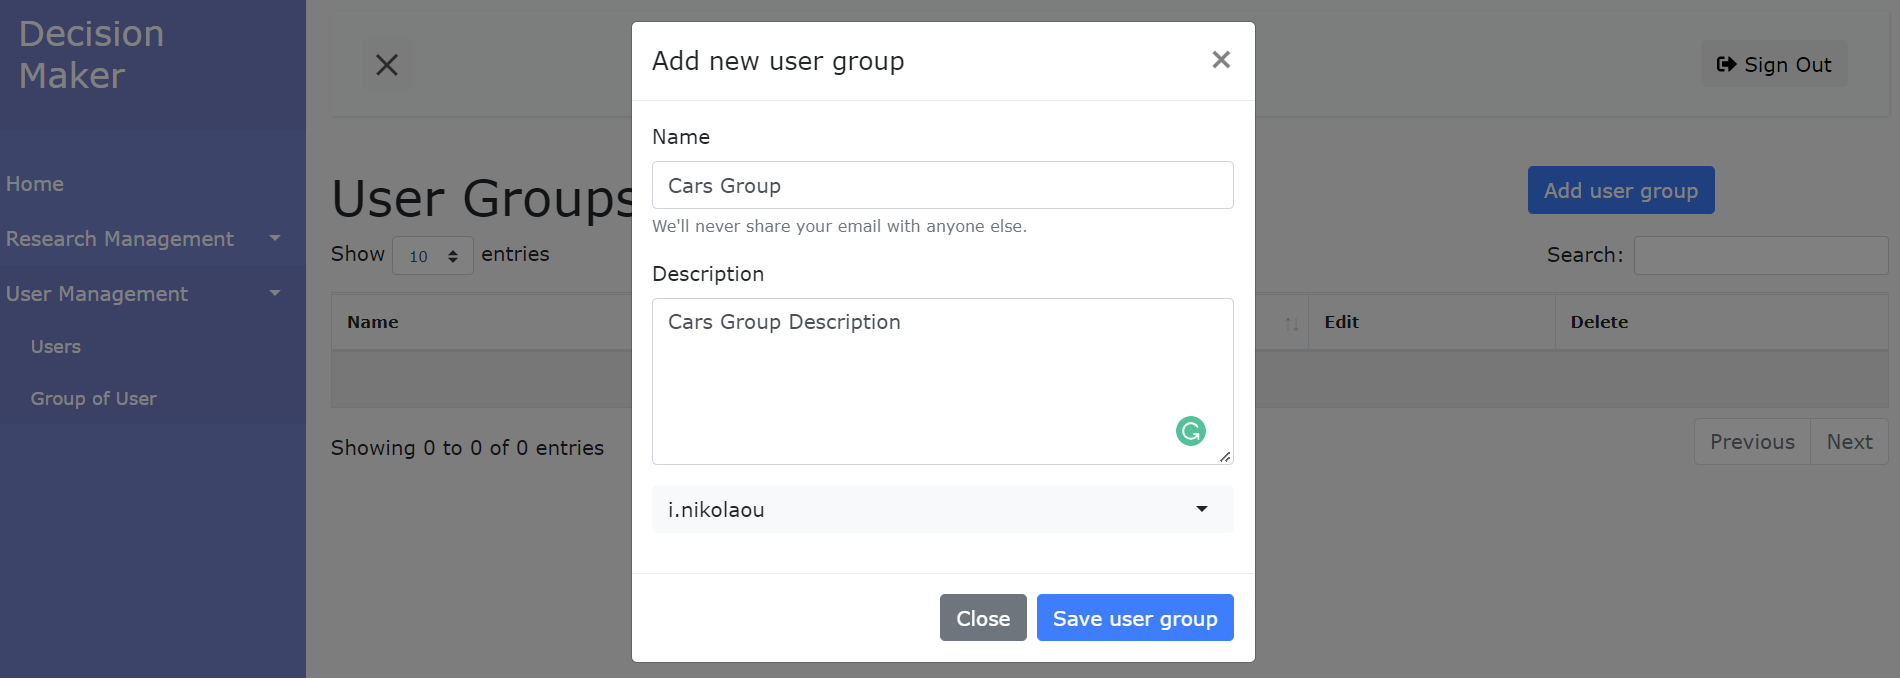 Decision
Maker
Home
Research Management
User Management
Users
Group of User
Sign Out
User Groups
Add user group
Show 10 entries
Search:
Name
Edit
Delete
Showing 0 to 0 of 0 entries
Previous
Next
Add new user group
Name
Cars Group
We'll never share your email with anyone else.
Description
Cars Group Description
i.nikolaou
Close
Save user group